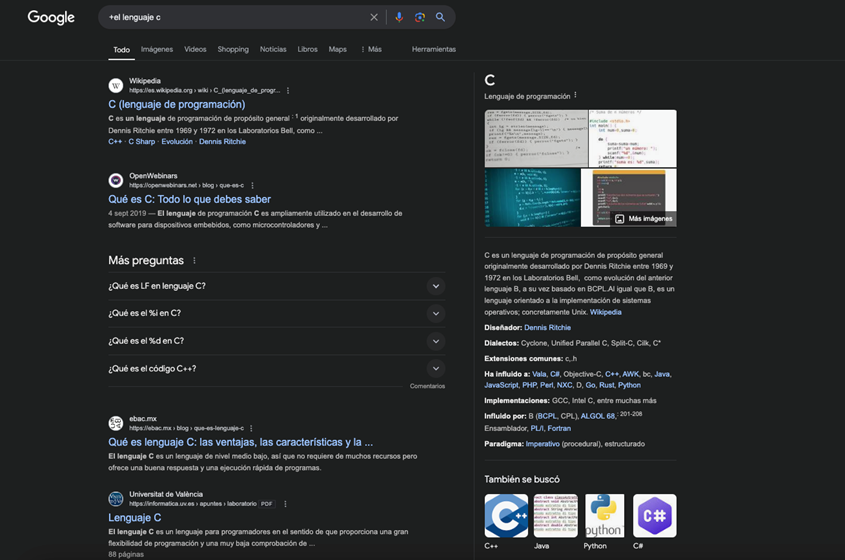 Google
+el lenguaje c
Todo Imágenes Videos Shopping Noticias Libros Maps Más Herramientas
Wikipedia
https://es.wikipedia.org › wiki › C_(lenguaje_de_progr...
C (lenguaje de programación)
C es un lenguaje de programación de propósito general : 1 originalmente desarrollado por
Dennis Ritchie entre 1969 y 1972 en los Laboratorios Bell, como ...
C++ · C Sharp · Evolución · Dennis Ritchie
OpenWebinars
https://openwebinars.net › blog › que-es-c
Qué es C: Todo lo que debes saber
4 sept 2019 — El lenguaje de programación C es ampliamente utilizado en el desarrollo de
software para dispositivos embebidos, como microcontroladores y ...
Más preguntas
¿Qué es LF en lenguaje C?
¿Qué es el %i en C?
¿Qué es el %d en C?
¿Qué es el código C++?
Comentarios
ebac.mx
https://ebac.mx › blog › que-es-lenguaje-c
Qué es lenguaje C: las ventajas, las características y la ...
El lenguaje C es un lenguaje de nivel medio bajo, así que no requiere de muchos recursos pero
ofrece una buena respuesta y una ejecución rápida de programas.
Universitat de València
https://informatica.uv.es › apuntes › laboratorio PDF
Lenguaje C
El lenguaje C es un lenguaje para programadores en el sentido de que proporciona una gran
flexibilidad de programación y una muy baja comprobación de ...
88 páginas
C
Lenguaje de programación
Más imágenes
C es un lenguaje de programación de propósito general
originalmente desarrollado por Dennis Ritchie entre 1969 y
1972 en los Laboratorios Bell, como evolución del anterior
lenguaje B, a su vez basado en BCPL.Al igual que B, es un
lenguaje orientado a la implementación de sistemas
operativos; concretamente Unix. Wikipedia
Diseñador: Dennis Ritchie
Dialectos: Cyclone, Unified Parallel C, Split-C, Cilk, C*
Extensiones comunes: c,.h
Ha influido a: Vala, C#, Objective-C, C++, AWK, bc, Java,
JavaScript, PHP, Perl, NXC, D, Go, Rust, Python
Implementaciones: GCC, Intel C, entre muchas más
Influido por: B (BCPL, CPL), ALGOL 68, : 201-208
Ensamblador, PL/I, Fortran
Paradigma: Imperativo (procedural), estructurado
También se buscó
C++
python
C#
C++ Java Python C#